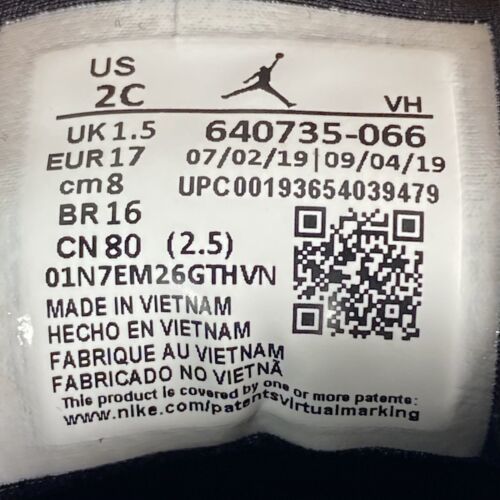 US
2C
VH
UK 1.5
640735-066
EUR 17
07/02/19|09/04/19
cm 8
UPC00193654039479
BR 16
CN 80 (2.5)
01N7EM26GTHVN
MADE IN VIETNAM
HECHO EN VIETNAM
FABRIQUE AU VIETNAM
FABRICADO NO VIETNÃ
This product is covered by one or more patents:
www.nike.com/patentsvirtualmarking